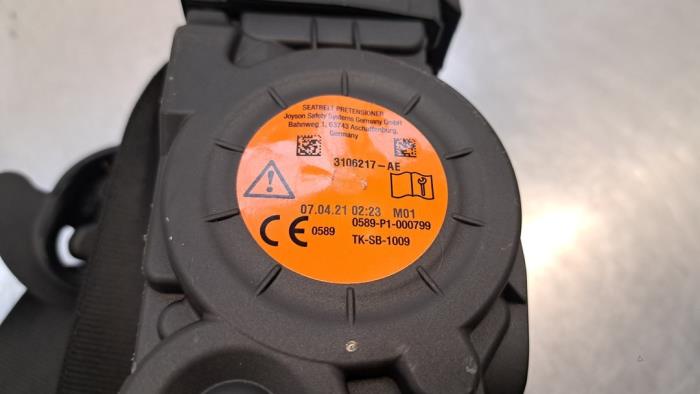 SEATBELT PRETENSIONER
Joyson Safety Systems Germany GmbH
Bahnweg 1, 63743 Aschaffenburg,
Germany
3106217-AE
07.04.21 02:23 M01
CE 0589 0589-P1-000799
TK-SB-1009